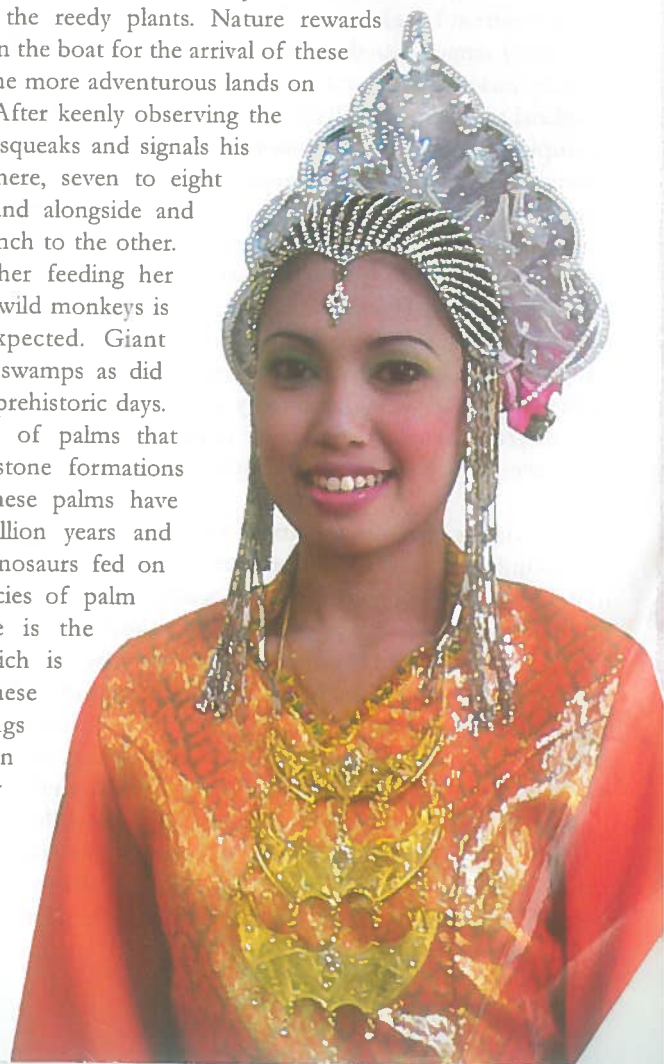 the reedy plants. Nature rewards
n the boat for the arrival of these
ne more adventurous lands on
After keenly observing the
squeaks and signals his
here, seven to eight
nd alongside and
nch to the other.
her feeding her
wild monkeys is
xpected. Giant
swamps as did
prehistoric days.
of palms that
stone formations
hese palms have
llion years and
nosaurs fed on
cies of palm
e is the
ich is
hese
gs
n